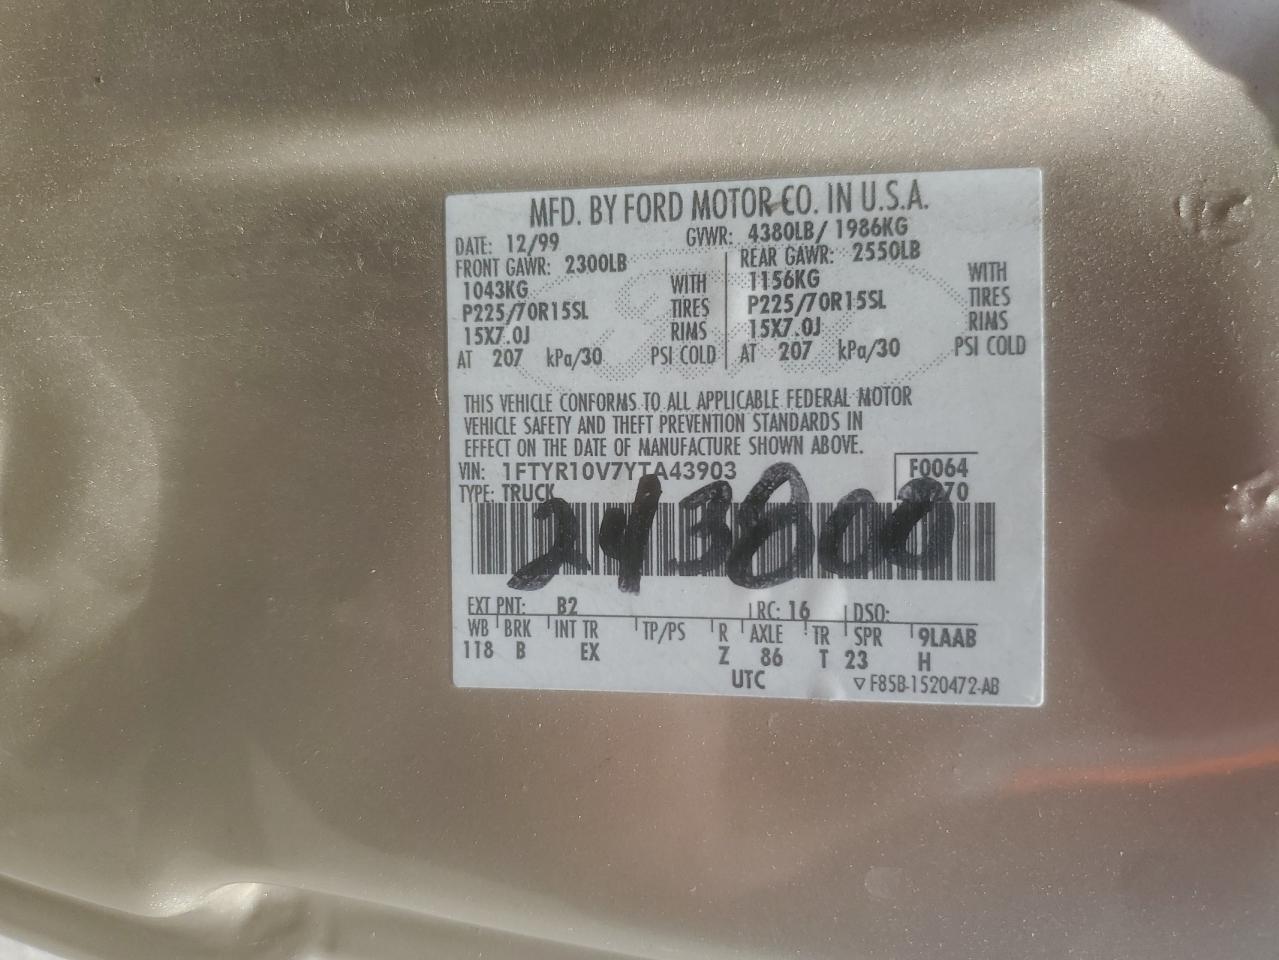 MFD. BY FORD MOTOR CO. IN U.S.A.
DATE: 12/99 GVWR: 4380LB/ 1986KG
FRONT GAWR: 2300LB REAR GAWR: 2550LB
1043KG WITH 1156KG WITH
P225/70R15SL TIRES P225/70R15SL TIRES
15X7.0J RIMS 15X7.0J RIMS
AT 207 kPa/30 PSI COLD AT 207 kPa/30 PSI COLD
THIS VEHICLE CONFORMS TO ALL APPLICABLE FEDERAL MOTOR
VEHICLE SAFETY AND THEFT PREVENTION STANDARDS IN
EFFECT ON THE DATE OF MANUFACTURE SHOWN ABOVE.
VIN: 1FTYR10V7YTA43903 F0064
TYPE: TRUCK
243800
EXT PNT: B2 RC: 16 DSO:
WB BRK INT TR TP/PS R AXLE TR SPR 9LAAB
118 B EX Z 86 T 23 H
UTC ▽ F85B-1520472-AB